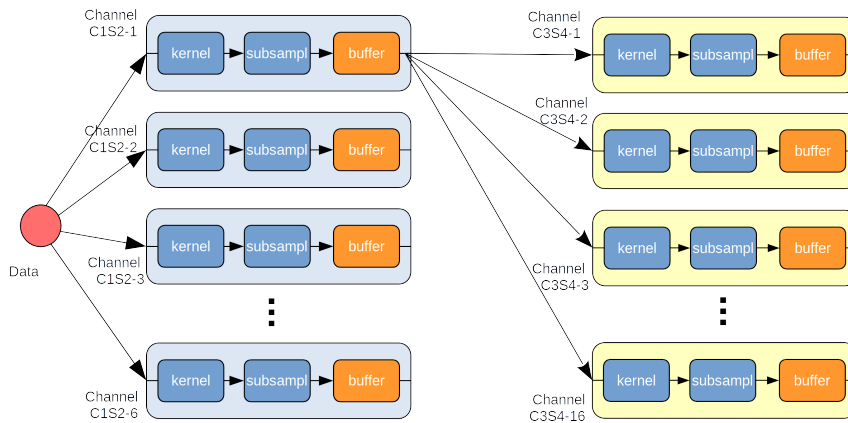 Channel
C1S2-1
kernel
subsampl
buffer
Channel
C1S2-2
kernel
subsampl
buffer
Channel
C1S2-3
kernel
subsampl
buffer
Channel
C1S2-6
kernel
subsampl
buffer
Data
Channel
C3S4-1
kernel
subsampl
buffer
Channel
C3S4-2
kernel
subsampl
buffer
Channel
C3S4-3
kernel
subsampl
buffer
Channel
C3S4-16
kernel
subsampl
buffer